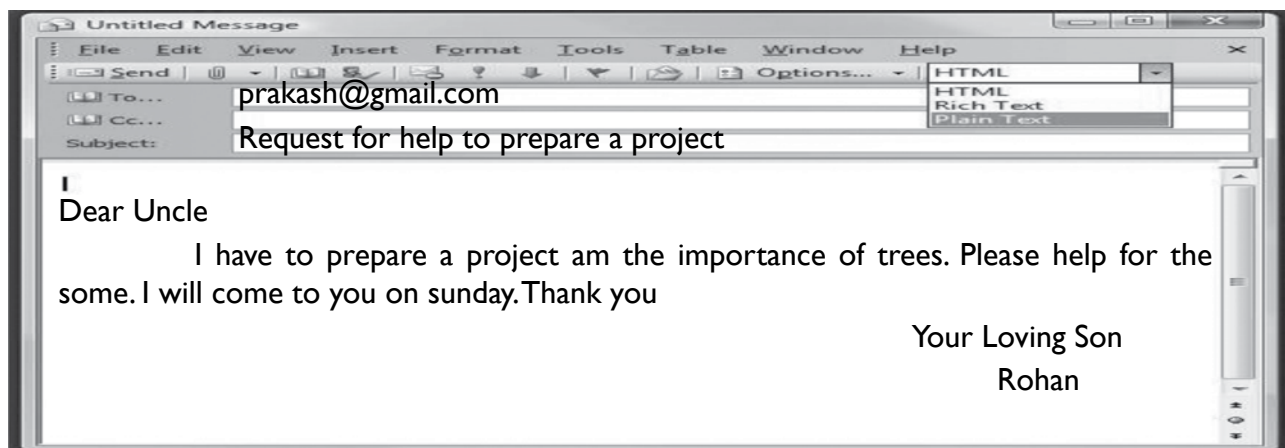 Untitled Message
File Edit View Insert Format Tools Table Window Help
Send Options... HTML
HTML
Rich Text
Plain Text
To... prakash@gmail.com
Cc...
Subject: Request for help to prepare a project
Dear Uncle
I have to prepare a project am the importance of trees. Please help for the
some. I will come to you on sunday. Thank you
Your Loving Son
Rohan